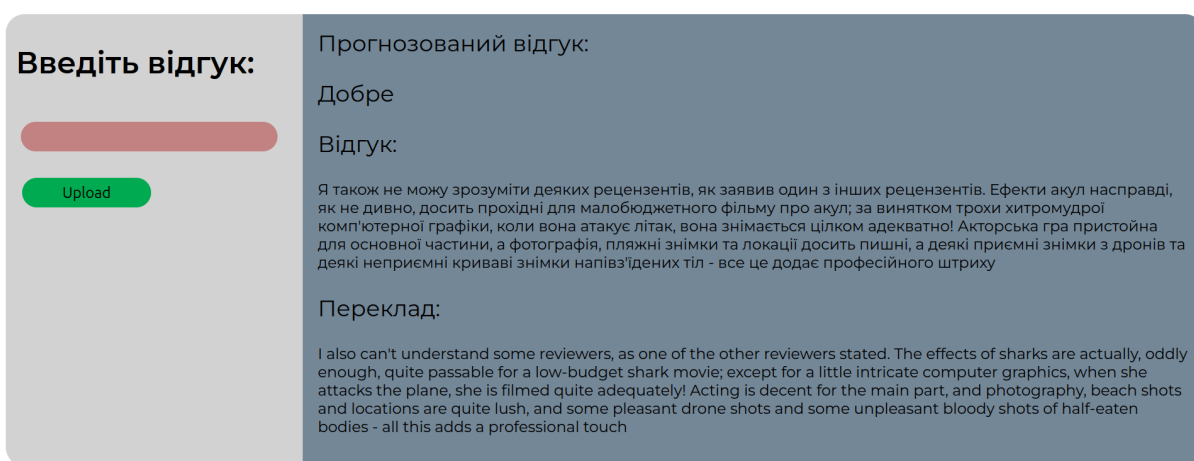 Введіть відгук:
Upload
Прогнозований відгук:
Добре
Відгук:
Я також не можу зрозуміти деяких рецензентів, як заявив один з інших рецензентів. Ефекти акул насправді,
як не дивно, досить прохідні для малобюджетного фільму про акул; за винятком трохи хитромудрої
комп'ютерної графіки, коли вона атакує літак, вона знімається цілком адекватно! Акторська гра пристойна
для основної частини, а фотографія, пляжні знімки та локації досить пишні, а деякі приємні знімки з дронів та
деякі неприємні криваві знімки напівз'їдених тіл - все це додає професійного штриху
Переклад:
I also can't understand some reviewers, as one of the other reviewers stated. The effects of sharks are actually, oddly
enough, quite passable for a low-budget shark movie; except for a little intricate computer graphics, when she
attacks the plane, she is filmed quite adequately! Acting is decent for the main part, and photography, beach shots
and locations are quite lush, and some pleasant drone shots and some unpleasant bloody shots of half-eaten
bodies - all this adds a professional touch